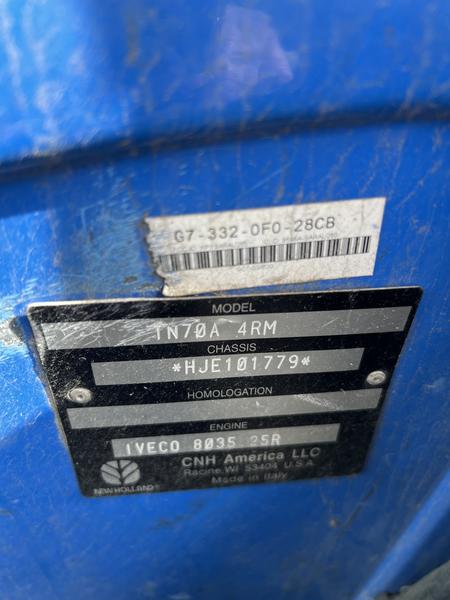 G7-332-0F0-28CB
MODEL
TN70A 4RM
CHASSIS
*HJE101779*
HOMOLOGATION
ENGINE
IVECO 8035 25R
CNH America LLC
Racine, WI 53404 U.S.A
Made in Italy
NEW HOLLAND